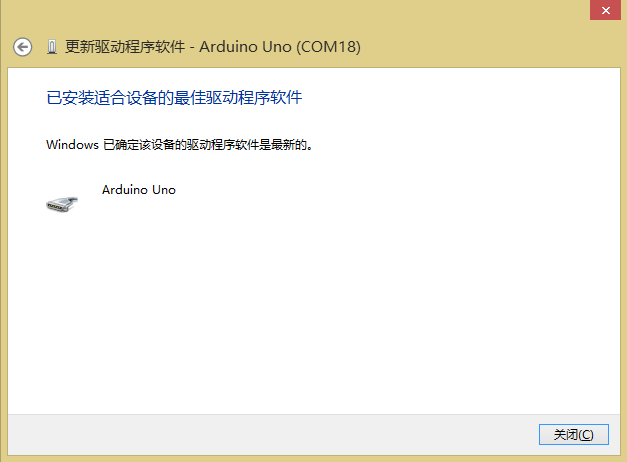 更新驱动程序软件 - Arduino Uno (COM18)
已安装适合设备的最佳驱动程序软件
Windows 已确定该设备的驱动程序软件是最新的。
Arduino Uno
关闭(C)